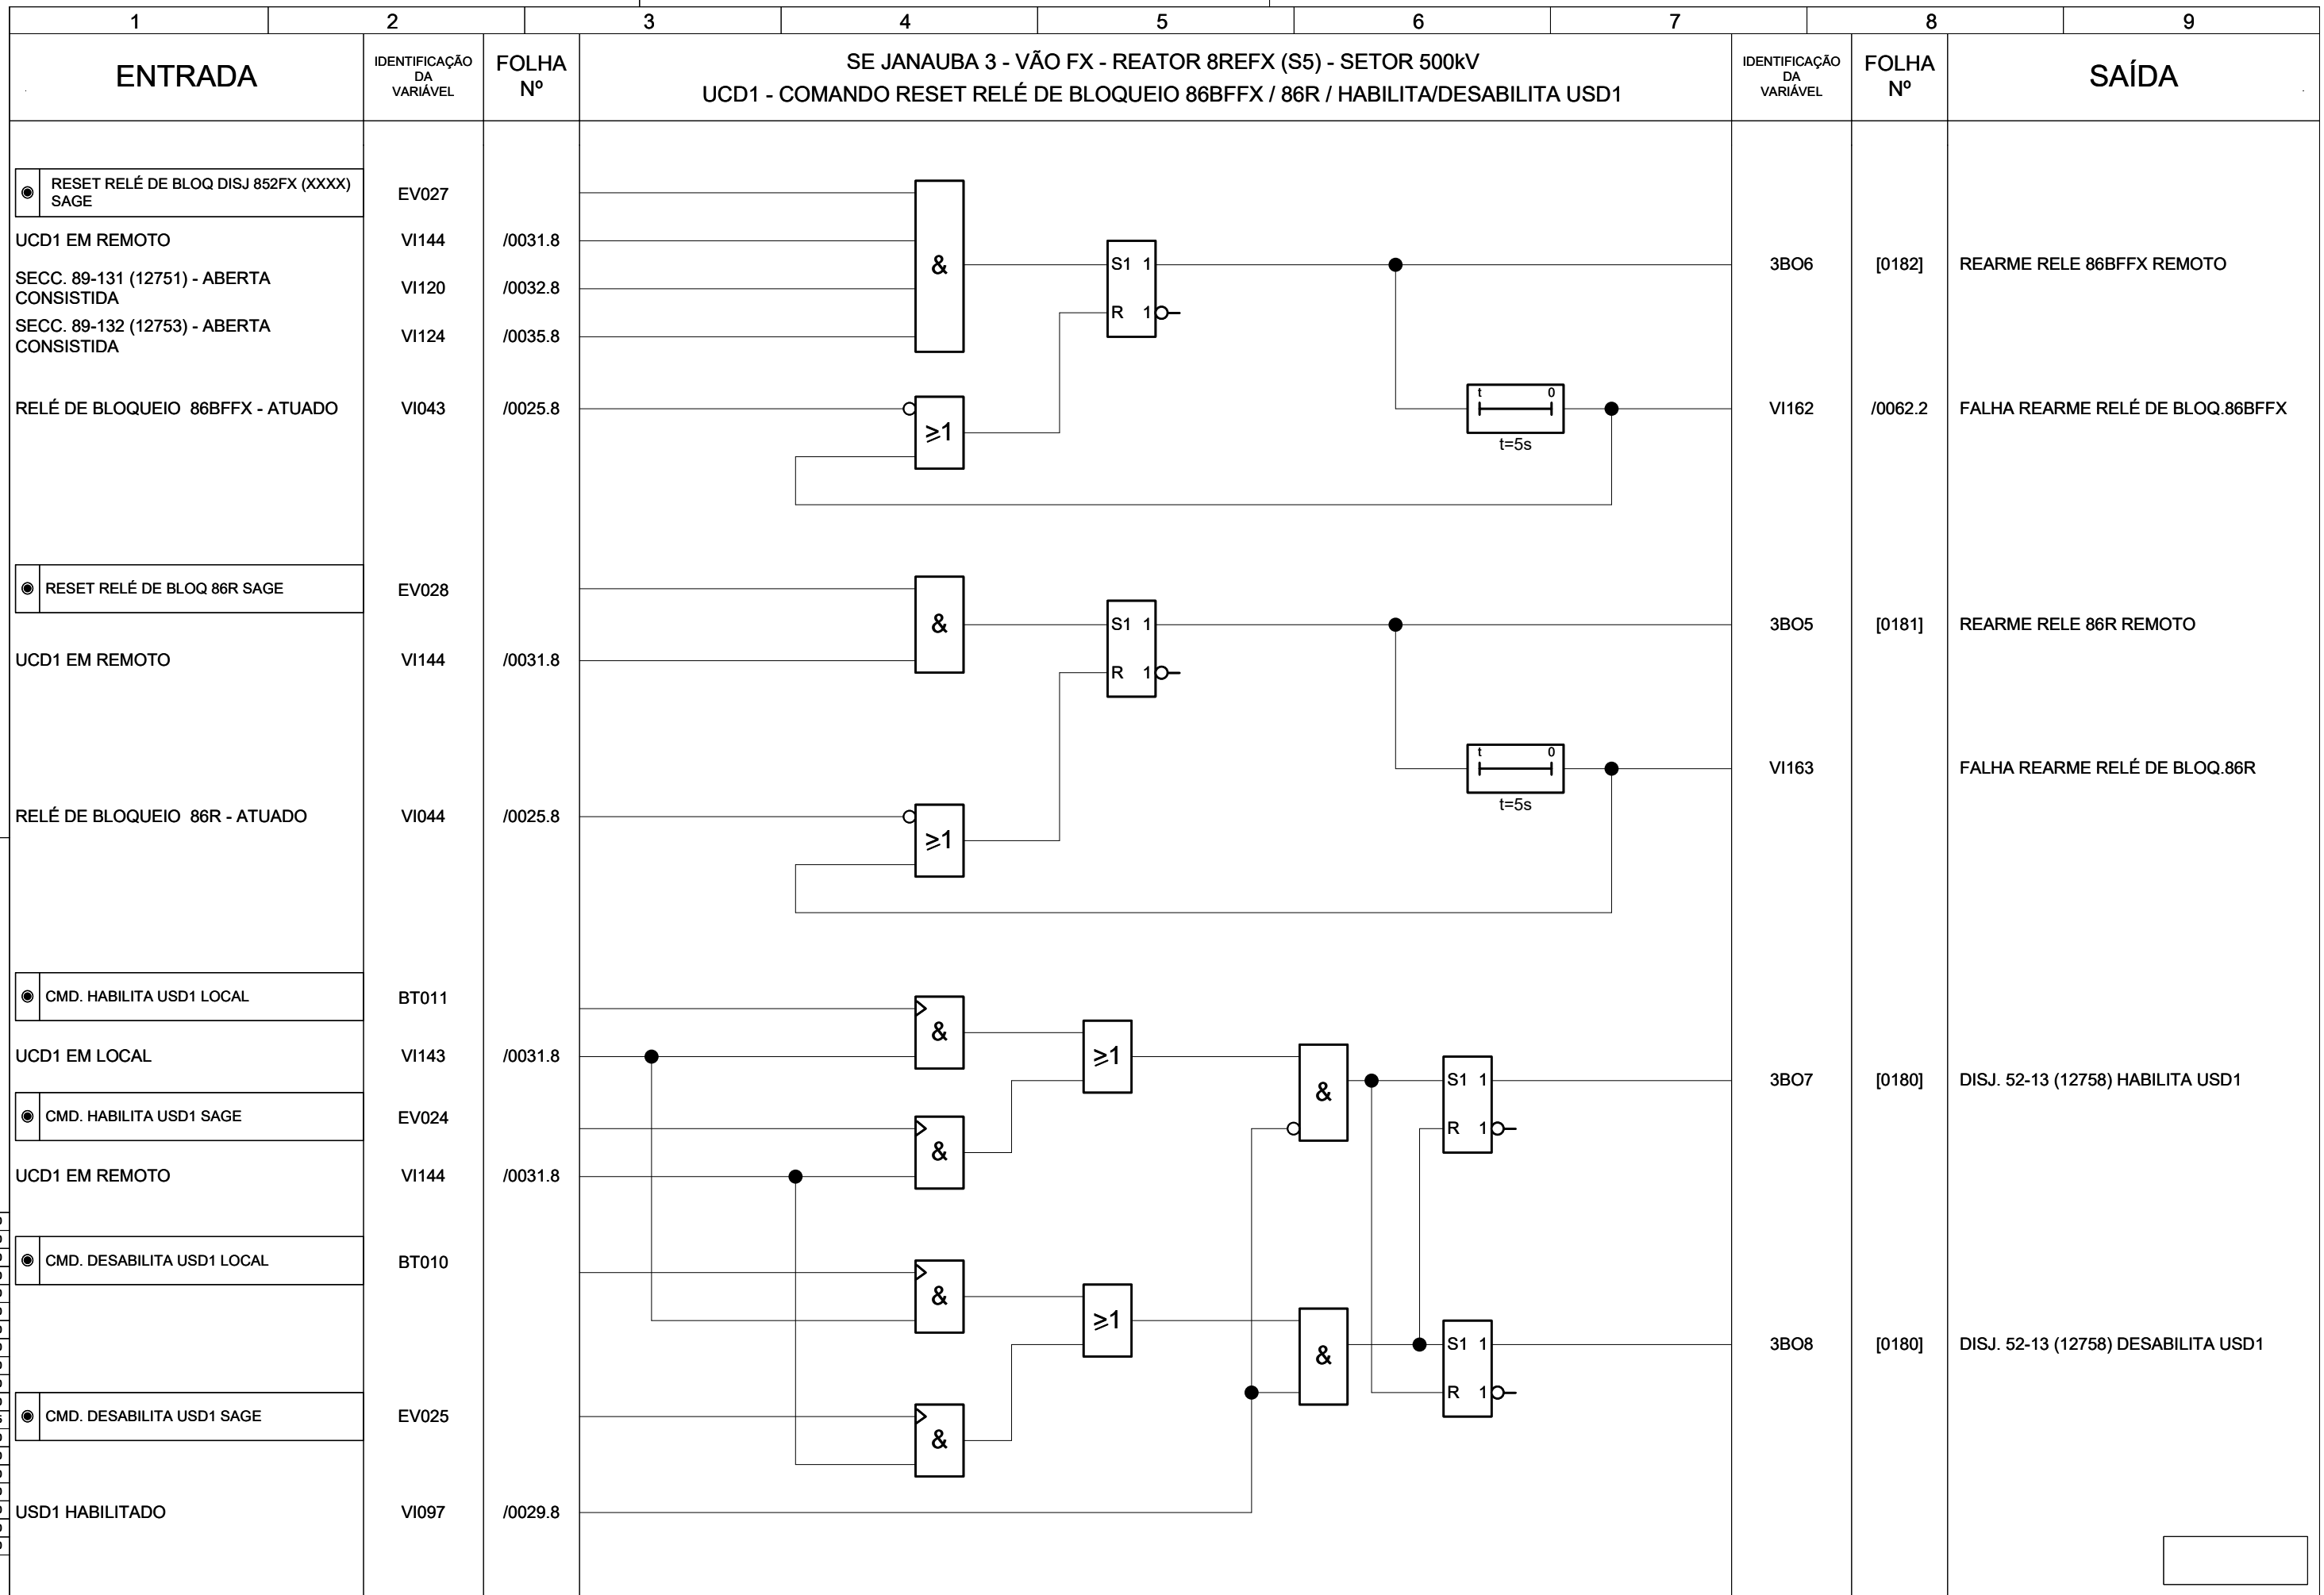 1 2 3 4 5 6 7 8 9
ENTRADA
IDENTIFICAÇÃO
DA
VARIÁVEL
FOLHA
Nº
SE JANAUBA 3 - VÃO FX - REATOR 8REFX (S5) - SETOR 500kV
UCD1 - COMANDO RESET RELÉ DE BLOQUEIO 86BFFX / 86R / HABILITA/DESABILITA USD1
IDENTIFICAÇÃO
DA
VARIÁVEL
FOLHA
Nº
SAÍDA
RESET RELÉ DE BLOQ DISJ 852FX (XXXX)
SAGE
EV027
UCD1 EM REMOTO VI144 /0031.8
SECC. 89-131 (12751) - ABERTA
CONSISTIDA
VI120 /0032.8
SECC. 89-132 (12753) - ABERTA
CONSISTIDA
VI124 /0035.8
&
S1 1
R 1
3BO6 [0182] REARME RELE 86BFFX REMOTO
RELÉ DE BLOQUEIO 86BFFX - ATUADO VI043 /0025.8
≥1
t 0
t=5s
VI162 /0062.2 FALHA REARME RELÉ DE BLOQ.86BFFX
RESET RELÉ DE BLOQ 86R SAGE EV028
&
S1 1
R 1
3BO5 [0181] REARME RELE 86R REMOTO
UCD1 EM REMOTO VI144 /0031.8
t 0
t=5s
VI163 FALHA REARME RELÉ DE BLOQ.86R
RELÉ DE BLOQUEIO 86R - ATUADO VI044 /0025.8
≥1
CMD. HABILITA USD1 LOCAL BT011
&
UCD1 EM LOCAL VI143 /0031.8
≥1
&
S1 1
R 1
3BO7 [0180] DISJ. 52-13 (12758) HABILITA USD1
CMD. HABILITA USD1 SAGE EV024
&
UCD1 EM REMOTO VI144 /0031.8
CMD. DESABILITA USD1 LOCAL BT010
&
≥1
&
S1 1
R 1
3BO8 [0180] DISJ. 52-13 (12758) DESABILITA USD1
CMD. DESABILITA USD1 SAGE EV025
&
USD1 HABILITADO VI097 /0029.8